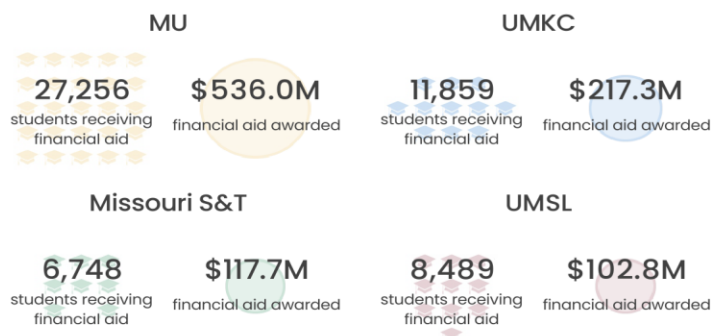 MU
27,256
students receiving
financial aid
$536.0M
financial aid awarded
UMKC
11,859
students receiving
financial aid
$217.3M
financial aid awarded
Missouri S&T
6,748
students receiving
financial aid
$117.7M
financial aid awarded
UMSL
8,489
students receiving
financial aid
$102.8M
financial aid awarded